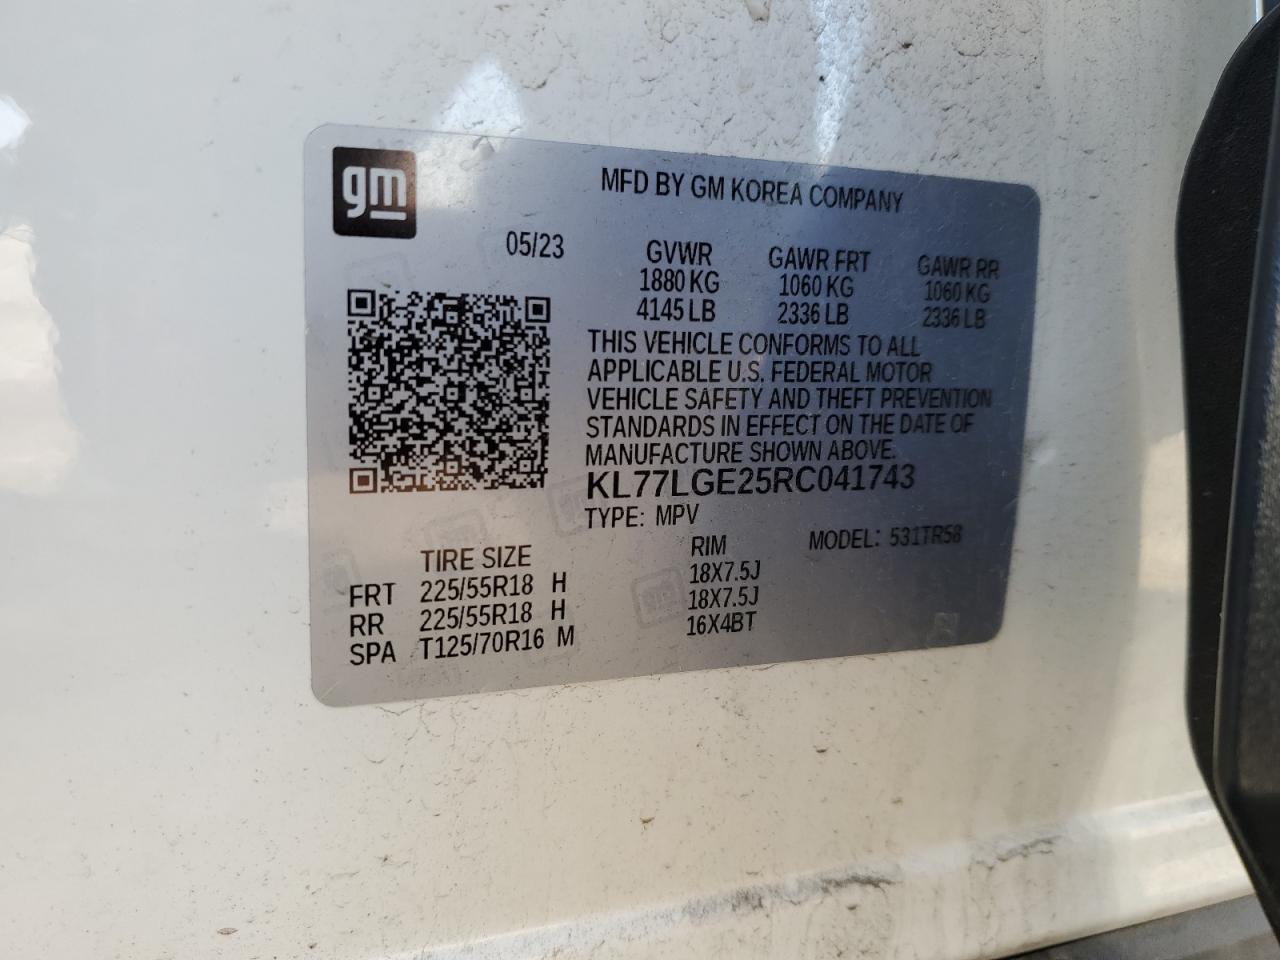 gm
MFD BY GM KOREA COMPANY
05/23
GVWR GAWR FRT GAWR RR
1880 KG 1060 KG 1060 KG
4145 LB 2336 LB 2336 LB
THIS VEHICLE CONFORMS TO ALL
APPLICABLE U.S. FEDERAL MOTOR
VEHICLE SAFETY AND THEFT PREVENTION
STANDARDS IN EFFECT ON THE DATE OF
MANUFACTURE SHOWN ABOVE.
KL77LGE25RC041743
TYPE: MPV MODEL: 531TR58
TIRE SIZE RIM
FRT 225/55R18 H 18X7.5J
RR 225/55R18 H 18X7.5J
SPA T125/70R16 M 16X4BT